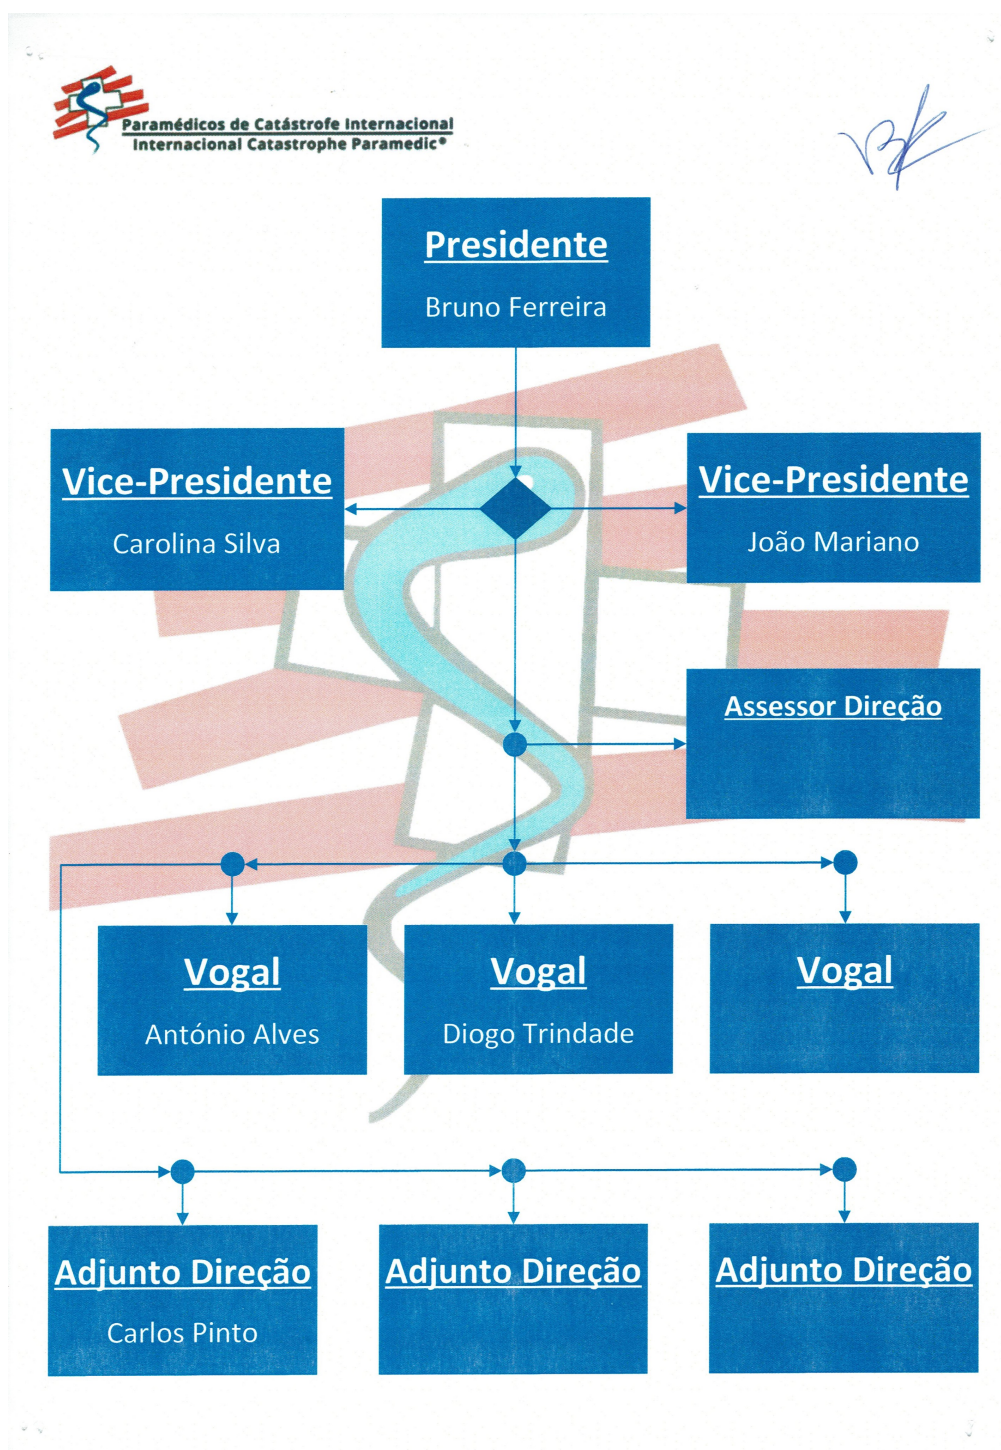 Paramédicos de Catástrofe Internacional
Internacional Catastrophe Paramedic®
Presidente
Bruno Ferreira
Vice-Presidente
Carolina Silva
Vice-Presidente
João Mariano
Assessor Direção
Vogal
António Alves
Vogal
Diogo Trindade
Vogal
Adjunto Direção
Carlos Pinto
Adjunto Direção
Adjunto Direção